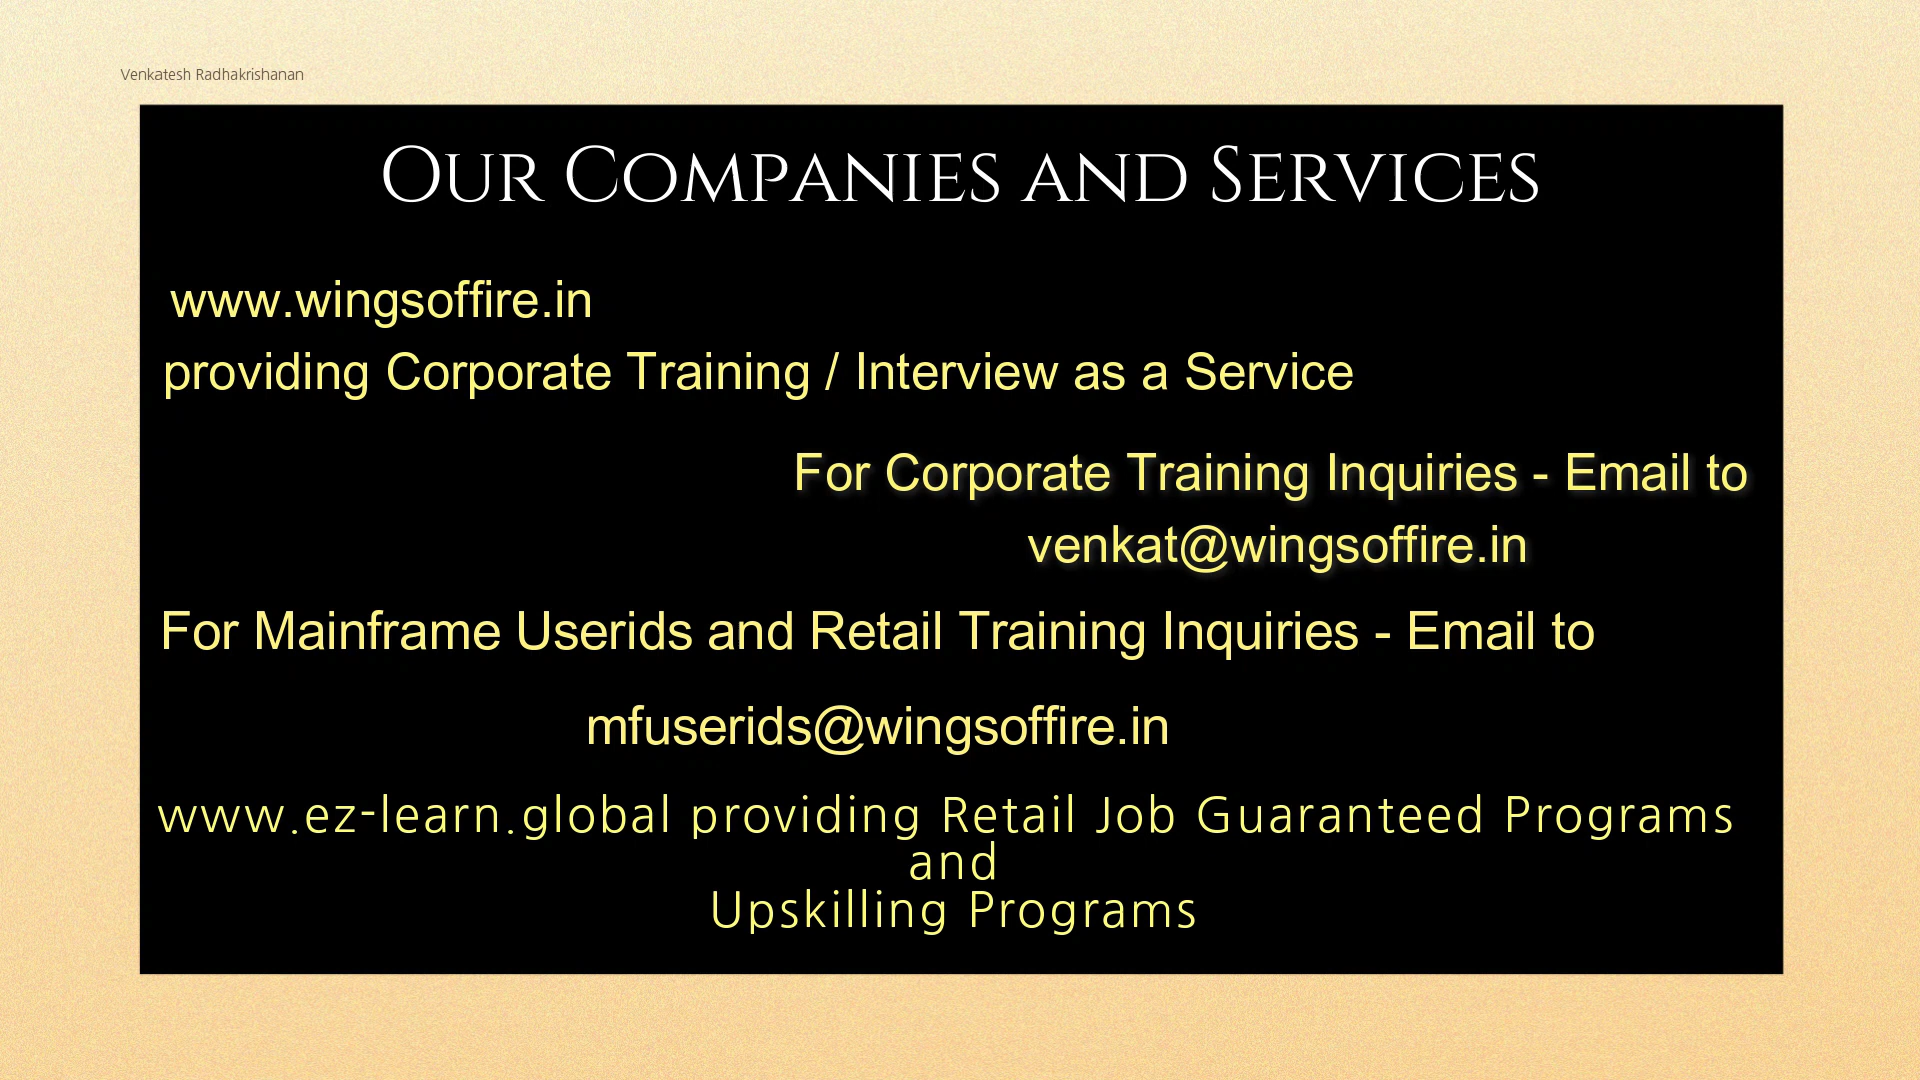 Venkatesh Radhakrishanan
Our Companies and Services
www.wingsoffire.in
providing Corporate Training / Interview as a Service
For Corporate Training Inquiries - Email to
venkat@wingsoffire.in
For Mainframe Userids and Retail Training Inquiries - Email to
mfuserids@wingsoffire.in
www.ez-learn.global providing Retail Job Guaranteed Programs
and
Upskilling Programs